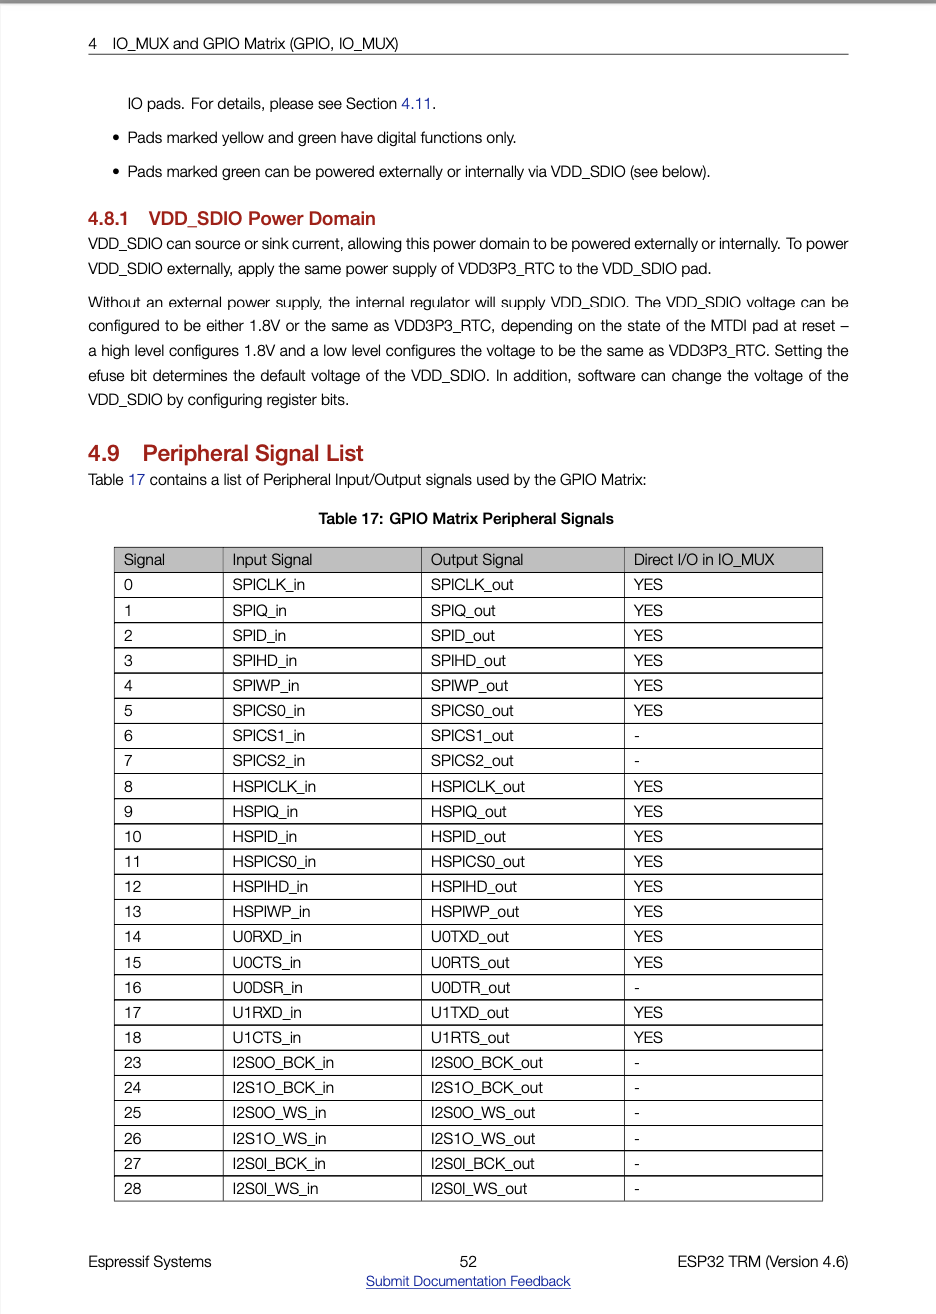 4 IO_MUX and GPIO Matrix (GPIO, IO_MUX)
IO pads. For details, please see Section 4.11.
• Pads marked yellow and green have digital functions only.
• Pads marked green can be powered externally or internally via VDD_SDIO (see below).
4.8.1 VDD_SDIO Power Domain
VDD_SDIO can source or sink current, allowing this power domain to be powered externally or internally. To power
VDD_SDIO externally, apply the same power supply of VDD3P3_RTC to the VDD_SDIO pad.
Without an external power supply, the internal regulator will supply VDD_SDIO. The VDD_SDIO voltage can be
configured to be either 1.8V or the same as VDD3P3_RTC, depending on the state of the MTDI pad at reset –
a high level configures 1.8V and a low level configures the voltage to be the same as VDD3P3_RTC. Setting the
efuse bit determines the default voltage of the VDD_SDIO. In addition, software can change the voltage of the
VDD_SDIO by configuring register bits.
4.9 Peripheral Signal List
Table 17 contains a list of Peripheral Input/Output signals used by the GPIO Matrix:
Table 17: GPIO Matrix Peripheral Signals
Signal Input Signal Output Signal Direct I/O in IO_MUX
0 SPICLK_in SPICLK_out YES
1 SPIQ_in SPIQ_out YES
2 SPID_in SPID_out YES
3 SPIHD_in SPIHD_out YES
4 SPIWP_in SPIWP_out YES
5 SPICS0_in SPICS0_out YES
6 SPICS1_in SPICS1_out -
7 SPICS2_in SPICS2_out -
8 HSPICLK_in HSPICLK_out YES
9 HSPIQ_in HSPIQ_out YES
10 HSPID_in HSPID_out YES
11 HSPICS0_in HSPICS0_out YES
12 HSPIHD_in HSPIHD_out YES
13 HSPIWP_in HSPIWP_out YES
14 U0RXD_in U0TXD_out YES
15 U0CTS_in U0RTS_out YES
16 U0DSR_in U0DTR_out -
17 U1RXD_in U1TXD_out YES
18 U1CTS_in U1RTS_out YES
23 I2S0O_BCK_in I2S0O_BCK_out -
24 I2S1O_BCK_in I2S1O_BCK_out -
25 I2S0O_WS_in I2S0O_WS_out -
26 I2S1O_WS_in I2S1O_WS_out -
27 I2S0I_BCK_in I2S0I_BCK_out -
28 I2S0I_WS_in I2S0I_WS_out -
Espressif Systems 52 ESP32 TRM (Version 4.6)
Submit Documentation Feedback